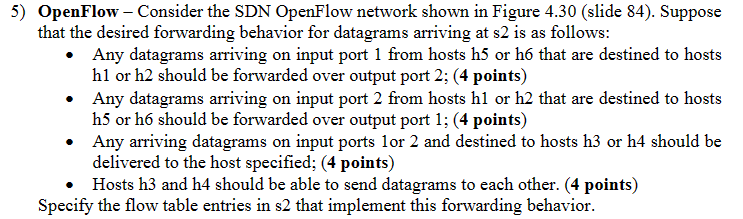 5) OpenFlow – Consider the SDN OpenFlow network shown in Figure 4.30 (slide 84). Suppose
that the desired forwarding behavior for datagrams arriving at s2 is as follows:
• Any datagrams arriving on input port 1 from hosts h5 or h6 that are destined to hosts
h1 or h2 should be forwarded over output port 2; (4 points)
• Any datagrams arriving on input port 2 from hosts h1 or h2 that are destined to hosts
h5 or h6 should be forwarded over output port 1; (4 points)
• Any arriving datagrams on input ports 1or 2 and destined to hosts h3 or h4 should be
delivered to the host specified; (4 points)
• Hosts h3 and h4 should be able to send datagrams to each other. (4 points)
Specify the flow table entries in s2 that implement this forwarding behavior.